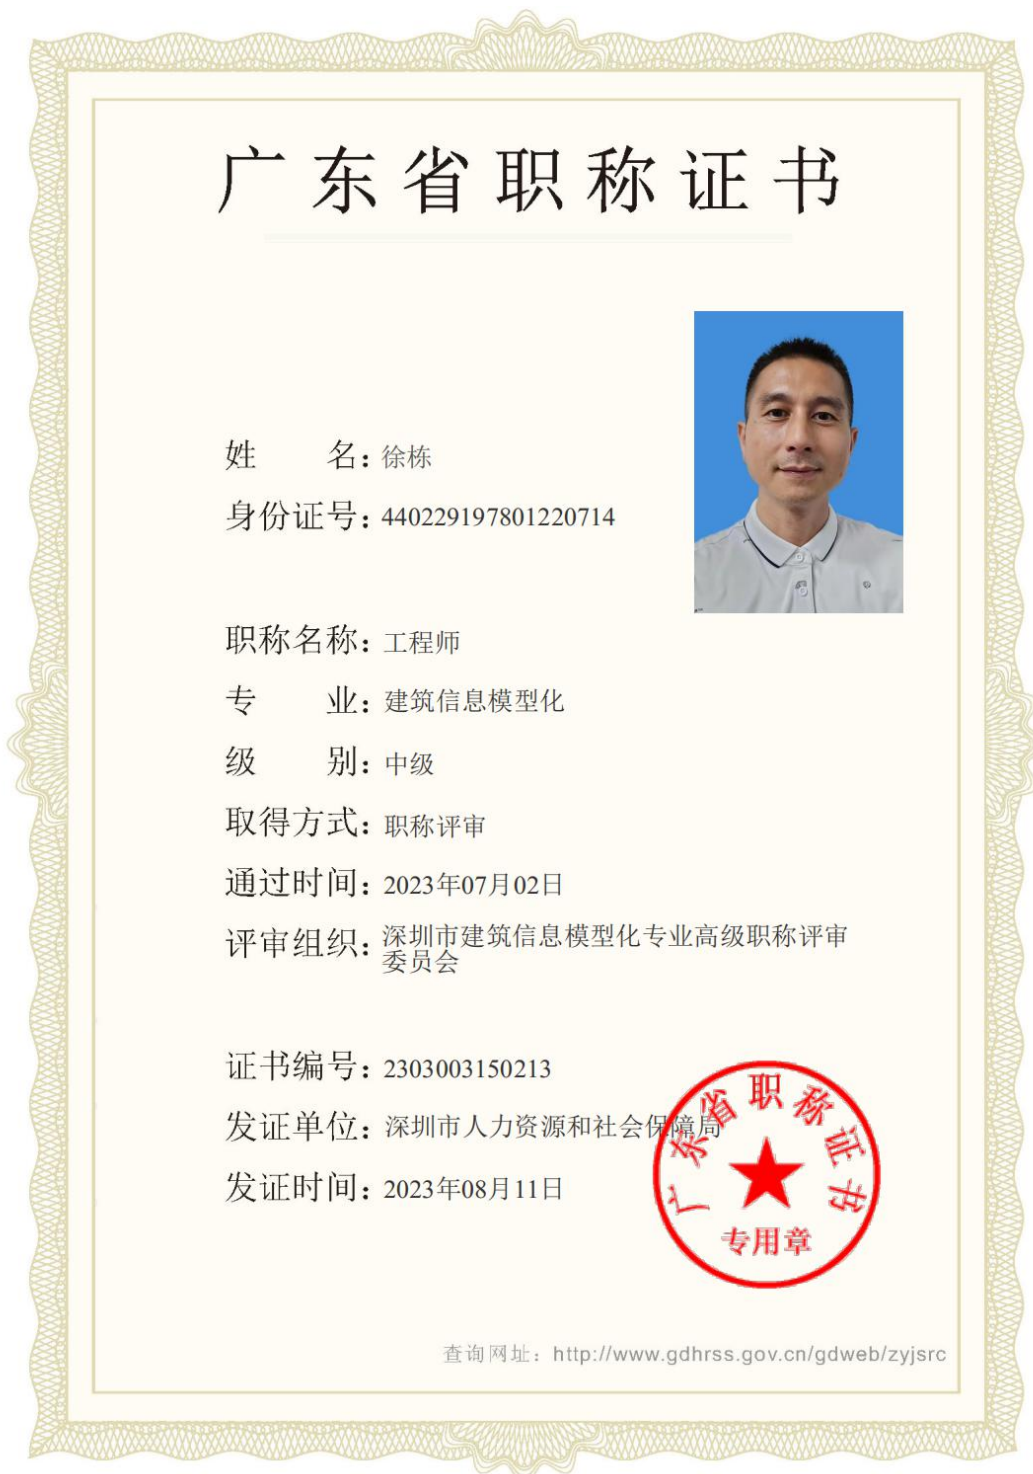 广东省职称证书
姓 名：徐栋
身份证号：440229197801220714
职称名称：工程师
专 业：建筑信息模型化
级 别：中级
取得方式：职称评审
通过时间：2023年07月02日
评审组织：深圳市建筑信息模型化专业高级职称评审
委员会
证书编号：2303003150213
发证单位：深圳市人力资源和社会保障局
发证时间：2023年08月11日
广东省职称证书
专用章
查询网址：http://www.gdhrss.gov.cn/gdweb/zyjsrc